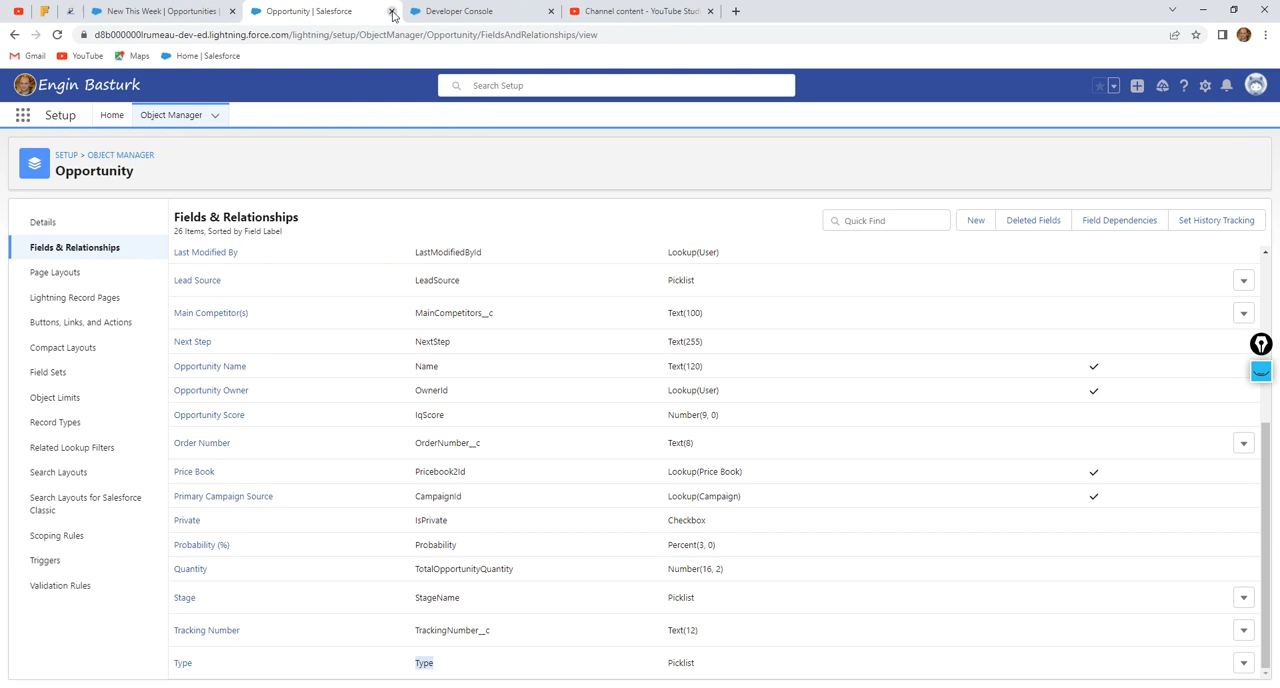 New This Week | Opportunities |
Opportunity | Salesforce
Developer Console
Channel content - YouTube Stud
d8b000000lrumeau-dev-ed.lightning.force.com/lightning/setup/ObjectManager/Opportunity/FieldsAndRelationships/view
Gmail YouTube Maps Home | Salesforce
Engin Basturk
Search Setup
Setup Home Object Manager
SETUP > OBJECT MANAGER
Opportunity
Details
Fields & Relationships
Page Layouts
Lightning Record Pages
Buttons, Links, and Actions
Compact Layouts
Field Sets
Object Limits
Record Types
Related Lookup Filters
Search Layouts
Search Layouts for Salesforce
Classic
Scoping Rules
Triggers
Validation Rules
Fields & Relationships
26 Items, Sorted by Field Label
Quick Find
New Deleted Fields Field Dependencies Set History Tracking
Last Modified By LastModifiedById Lookup(User)
Lead Source LeadSource Picklist
Main Competitor(s) MainCompetitors__c Text(100)
Next Step NextStep Text(255)
Opportunity Name Name Text(120)
Opportunity Owner OwnerId Lookup(User)
Opportunity Score IqScore Number(9, 0)
Order Number OrderNumber__c Text(8)
Price Book Pricebook2Id Lookup(Price Book)
Primary Campaign Source CampaignId Lookup(Campaign)
Private IsPrivate Checkbox
Probability (%) Probability Percent(3, 0)
Quantity TotalOpportunityQuantity Number(16, 2)
Stage StageName Picklist
Tracking Number TrackingNumber__c Text(12)
Type Type Picklist